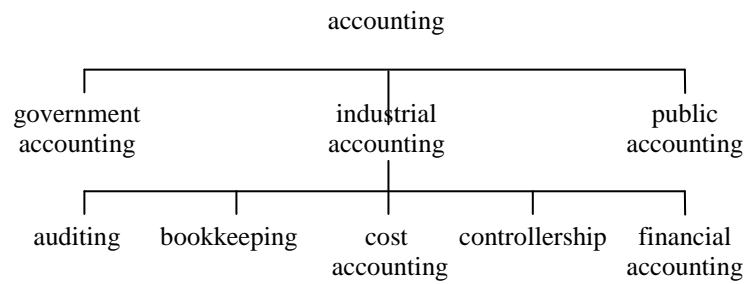 accounting
government industrial public
accounting accounting accounting
auditing bookkeeping cost controllership financial
accounting accounting